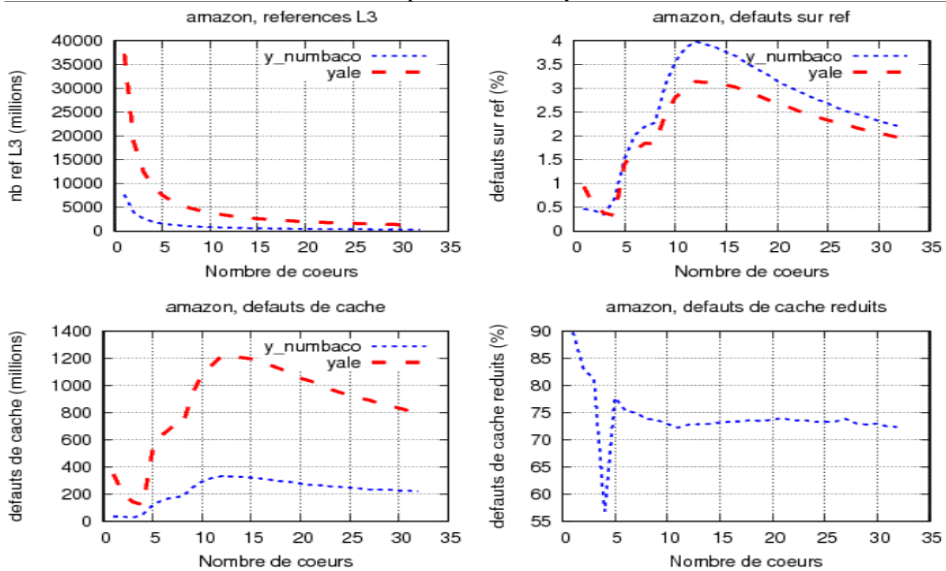 amazon, references L3
nb ref L3 (millions)
40000
35000
30000
25000
20000
15000
10000
5000
0
y_numbaco
yale
0 5 10 15 20 25 30 35
Nombre de coeurs
amazon, defauts sur ref
defauts sur ref (%)
4
3.5
3
2.5
2
1.5
1
0.5
0
y_numbaco
yale
0 5 10 15 20 25 30 35
Nombre de coeurs
amazon, defauts de cache
defauts de cache (millions)
1400
1200
1000
800
600
400
200
0
y_numbaco
yale
0 5 10 15 20 25 30 35
Nombre de coeurs
amazon, defauts de cache reduits
defauts de cache reduits (%)
90
85
80
75
70
65
60
55
0 5 10 15 20 25 30 35
Nombre de coeurs